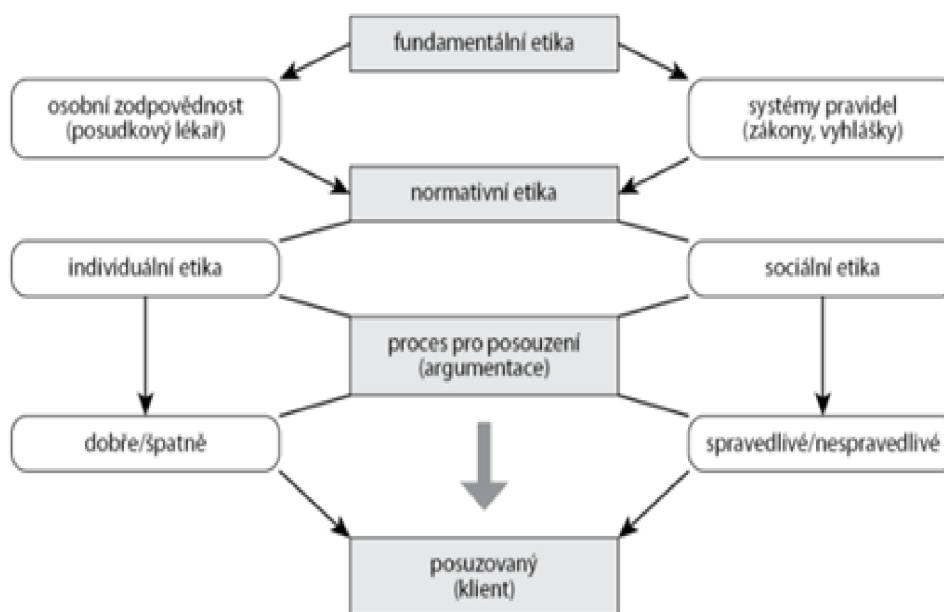 fundamentální etika
osobní zodpovědnost
(posudkový lékař)
systémy pravidel
(zákony, vyhlášky)
normativní etika
individuální etika
sociální etika
proces pro posouzení
(argumentace)
dobře/špatně
spravedlivé/nespravedlivé
posuzovaný
(klient)